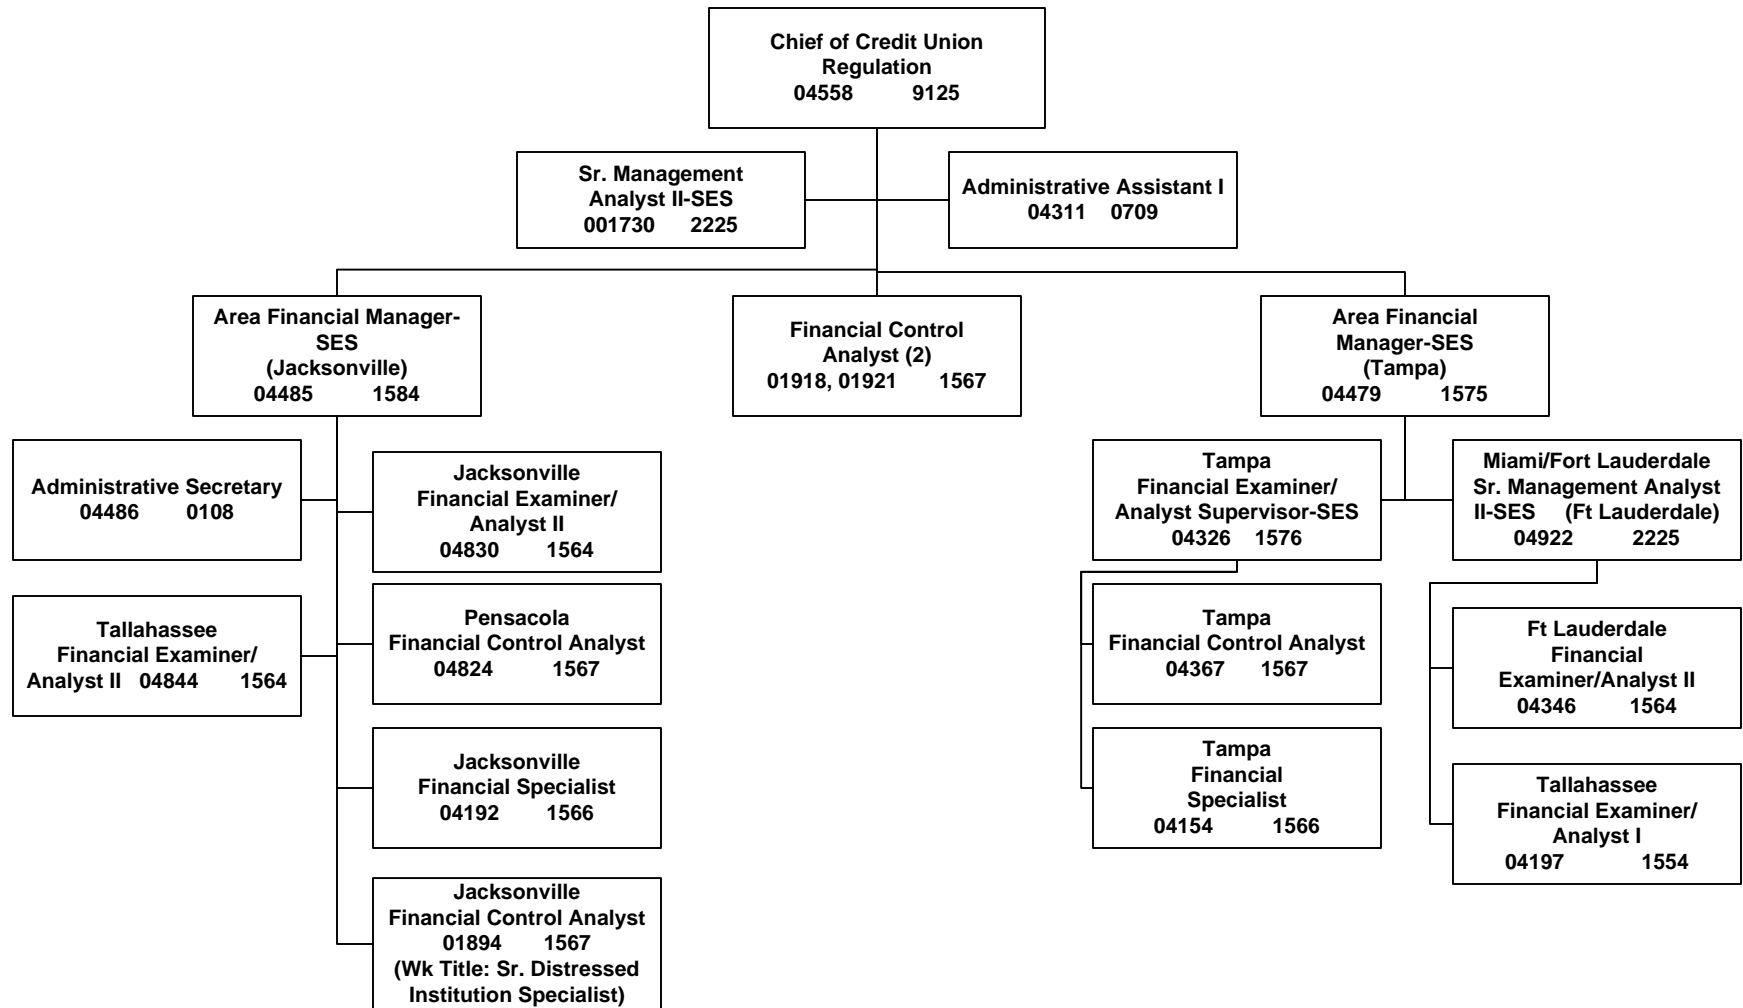 Chief of Credit Union
Regulation
04558 9125
Sr. Management
Analyst II-SES
001730 2225
Administrative Assistant I
04311 0709
Area Financial Manager-
SES
(Jacksonville)
04485 1584
Financial Control
Analyst (2)
01918, 01921 1567
Area Financial
Manager-SES
(Tampa)
04479 1575
Administrative Secretary
04486 0108
Jacksonville
Financial Examiner/
Analyst II
04830 1564
Tampa
Financial Examiner/
Analyst Supervisor-SES
04326 1576
Miami/Fort Lauderdale
Sr. Management Analyst
II-SES (Ft Lauderdale)
04922 2225
Tallahassee
Financial Examiner/
Analyst II 04844 1564
Pensacola
Financial Control Analyst
04824 1567
Tampa
Financial Control Analyst
04367 1567
Ft Lauderdale
Financial
Examiner/Analyst II
04346 1564
Jacksonville
Financial Specialist
04192 1566
Tampa
Financial
Specialist
04154 1566
Tallahassee
Financial Examiner/
Analyst I
04197 1554
Jacksonville
Financial Control Analyst
01894 1567
(Wk Title: Sr. Distressed
Institution Specialist)